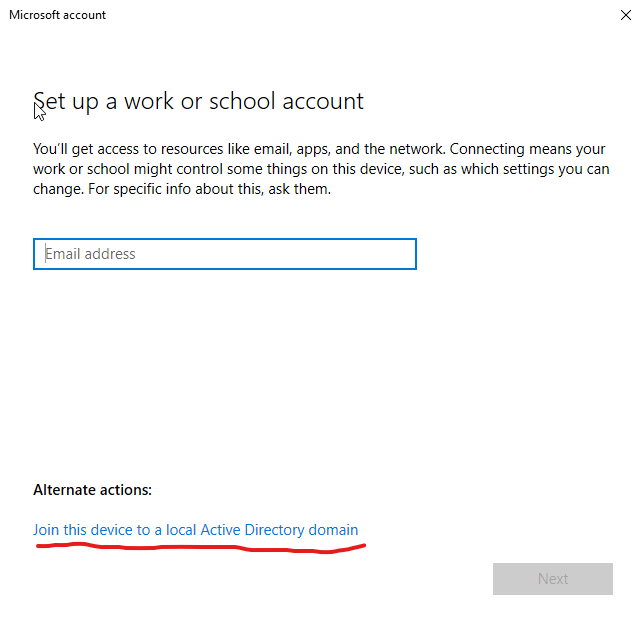 Microsoft account
Set up a work or school account
You'll get access to resources like email, apps, and the network. Connecting means your
work or school might control some things on this device, such as which settings you can
change. For specific info about this, ask them.
Email address
Alternate actions:
Join this device to a local Active Directory domain
Next